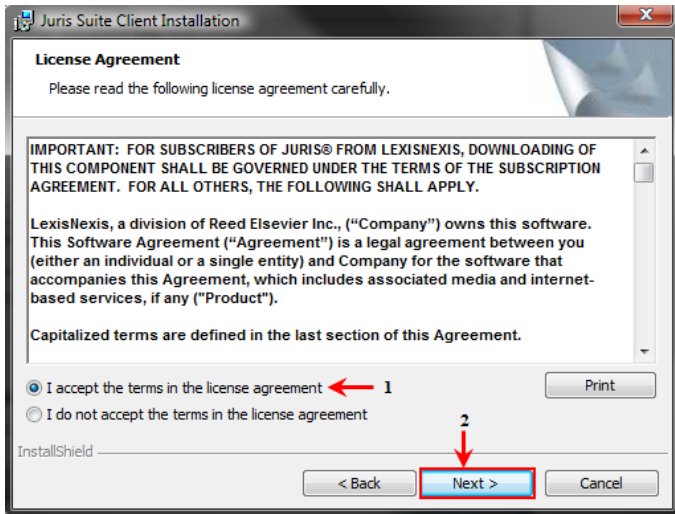 Juris Suite Client Installation
X
License Agreement
Please read the following license agreement carefully.
IMPORTANT: FOR SUBSCRIBERS OF JURIS® FROM LEXISNEXIS, DOWNLOADING OF
THIS COMPONENT SHALL BE GOVERNED UNDER THE TERMS OF THE SUBSCRIPTION
AGREEMENT. FOR ALL OTHERS, THE FOLLOWING SHALL APPLY.
LexisNexis, a division of Reed Elsevier Inc., (“Company”) owns this software.
This Software Agreement (“Agreement”) is a legal agreement between you
(either an individual or a single entity) and Company for the software that
accompanies this Agreement, which includes associated media and internet-
based services, if any ("Product").
Capitalized terms are defined in the last section of this Agreement.
I accept the terms in the license agreement 1
Print
I do not accept the terms in the license agreement
2
InstallShield
< Back Next > Cancel